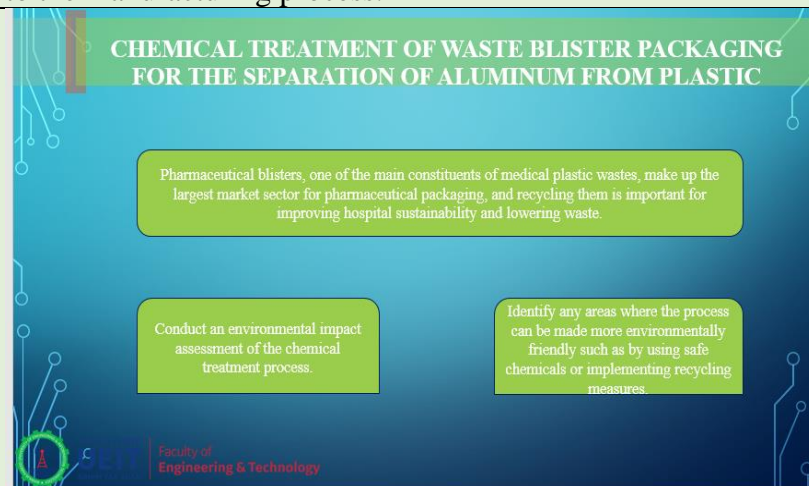 to the manufacturing process.
CHEMICAL TREATMENT OF WASTE BLISTER PACKAGING
FOR THE SEPARATION OF ALUMINUM FROM PLASTIC
Pharmaceutical blisters, one of the main constituents of medical plastic wastes, make up the
largest market sector for pharmaceutical packaging, and recycling them is important for
improving hospital sustainability and lowering waste.
Conduct an environmental impact
assessment of the chemical
treatment process.
Identify any areas where the process
can be made more environmentally
friendly such as by using safe
chemicals or implementing recycling
measures.
Faculty of
Engineering & Technology